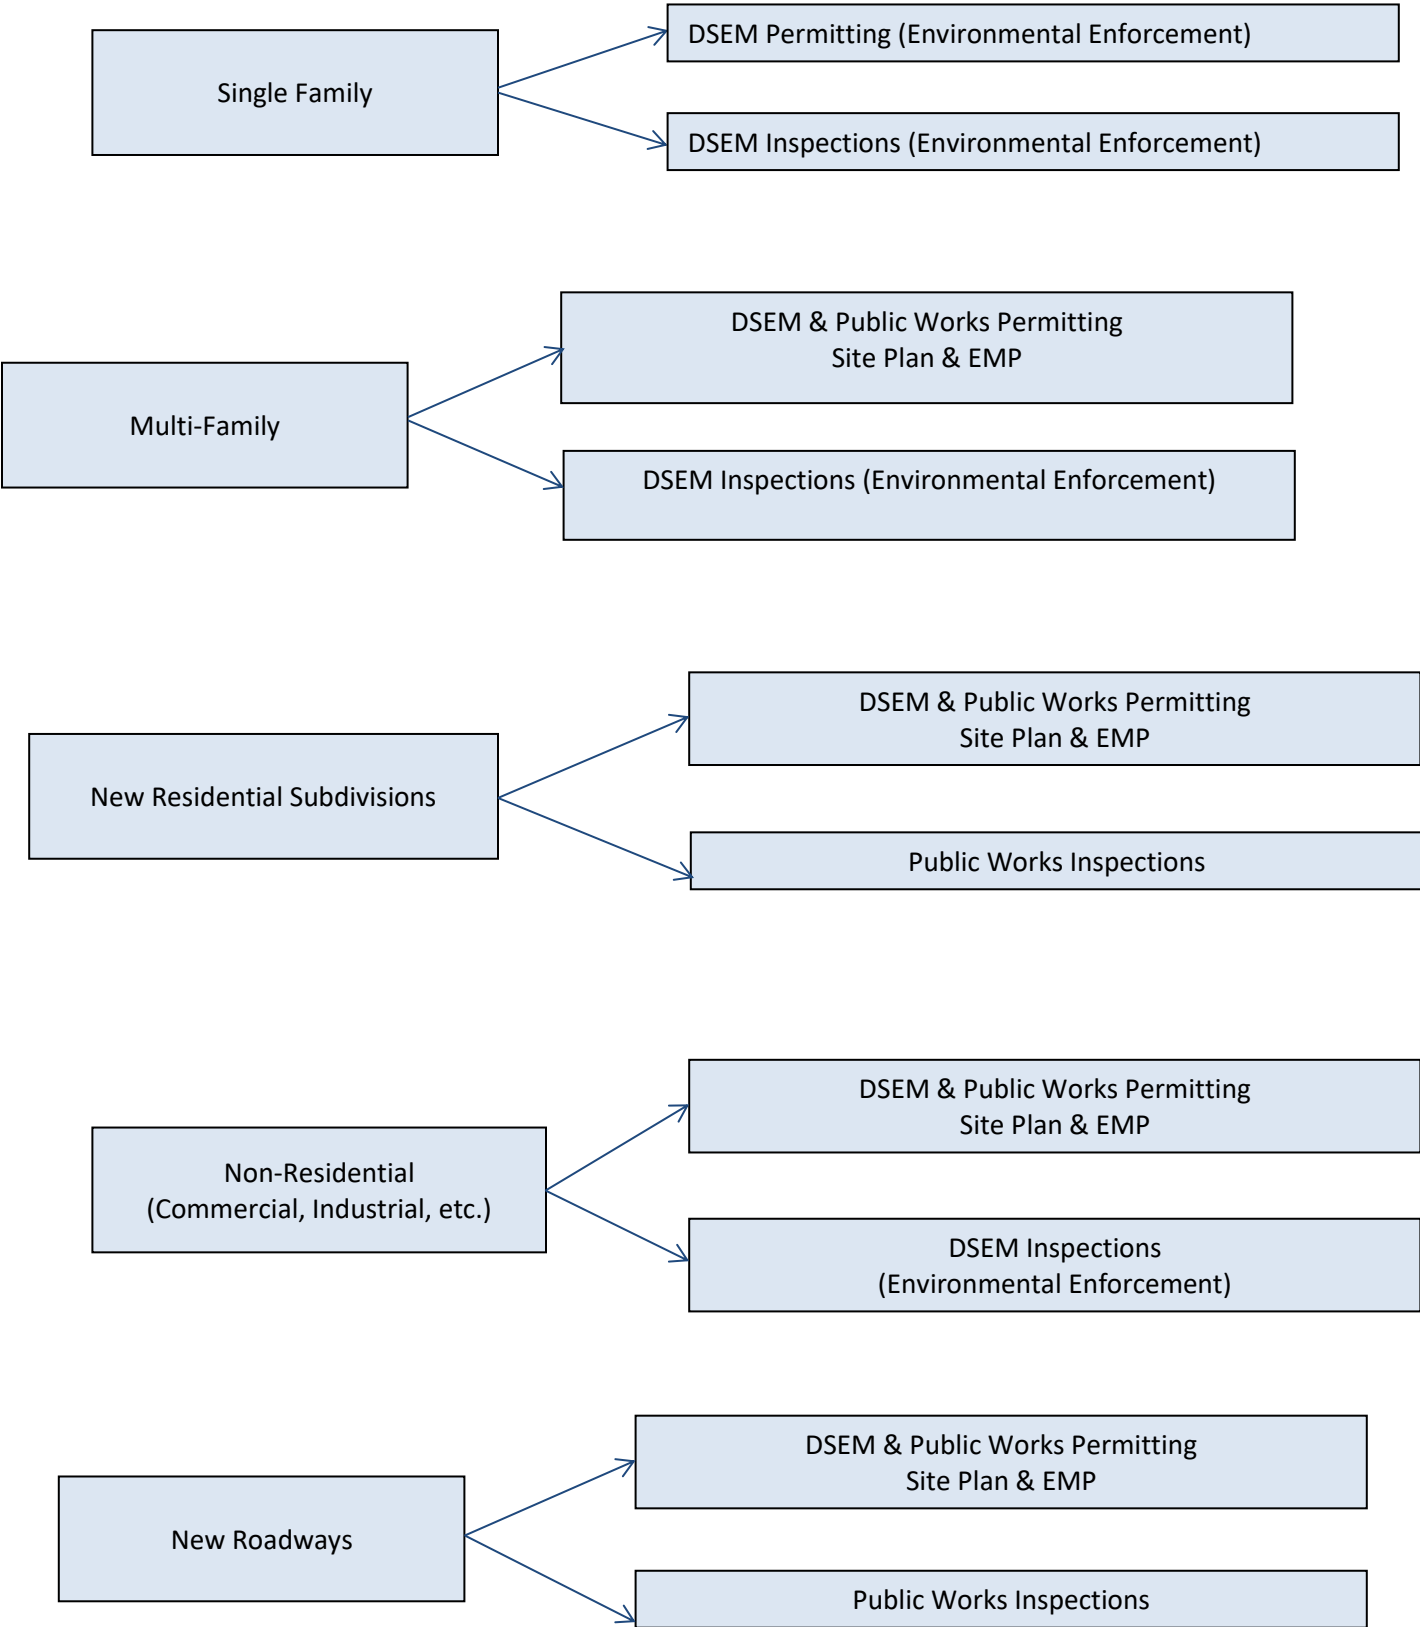 DSEM Permitting (Environmental Enforcement)
Single Family
DSEM Inspections (Environmental Enforcement)
DSEM & Public Works Permitting
Site Plan & EMP
Multi-Family
DSEM Inspections (Environmental Enforcement)
DSEM & Public Works Permitting
Site Plan & EMP
New Residential Subdivisions
Public Works Inspections
DSEM & Public Works Permitting
Site Plan & EMP
Non-Residential
(Commercial, Industrial, etc.)
DSEM Inspections
(Environmental Enforcement)
DSEM & Public Works Permitting
Site Plan & EMP
New Roadways
Public Works Inspections